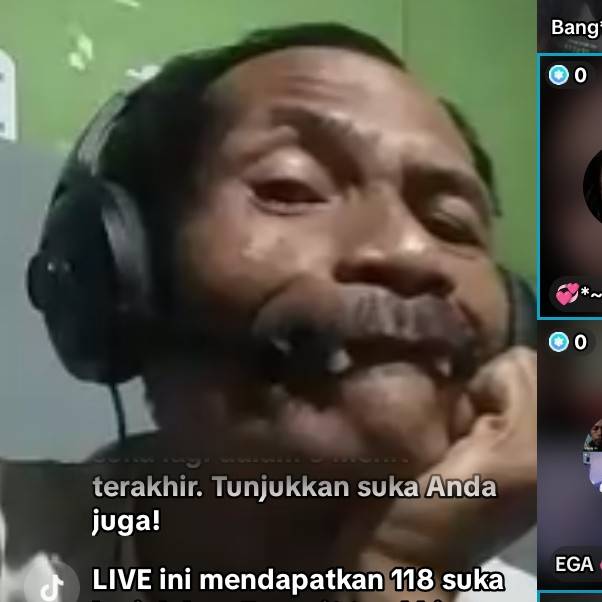 Bang
0
💞*~
0
EGA
terakhir. Tunjukkan suka Anda
juga!
LIVE ini mendapatkan 118 suka